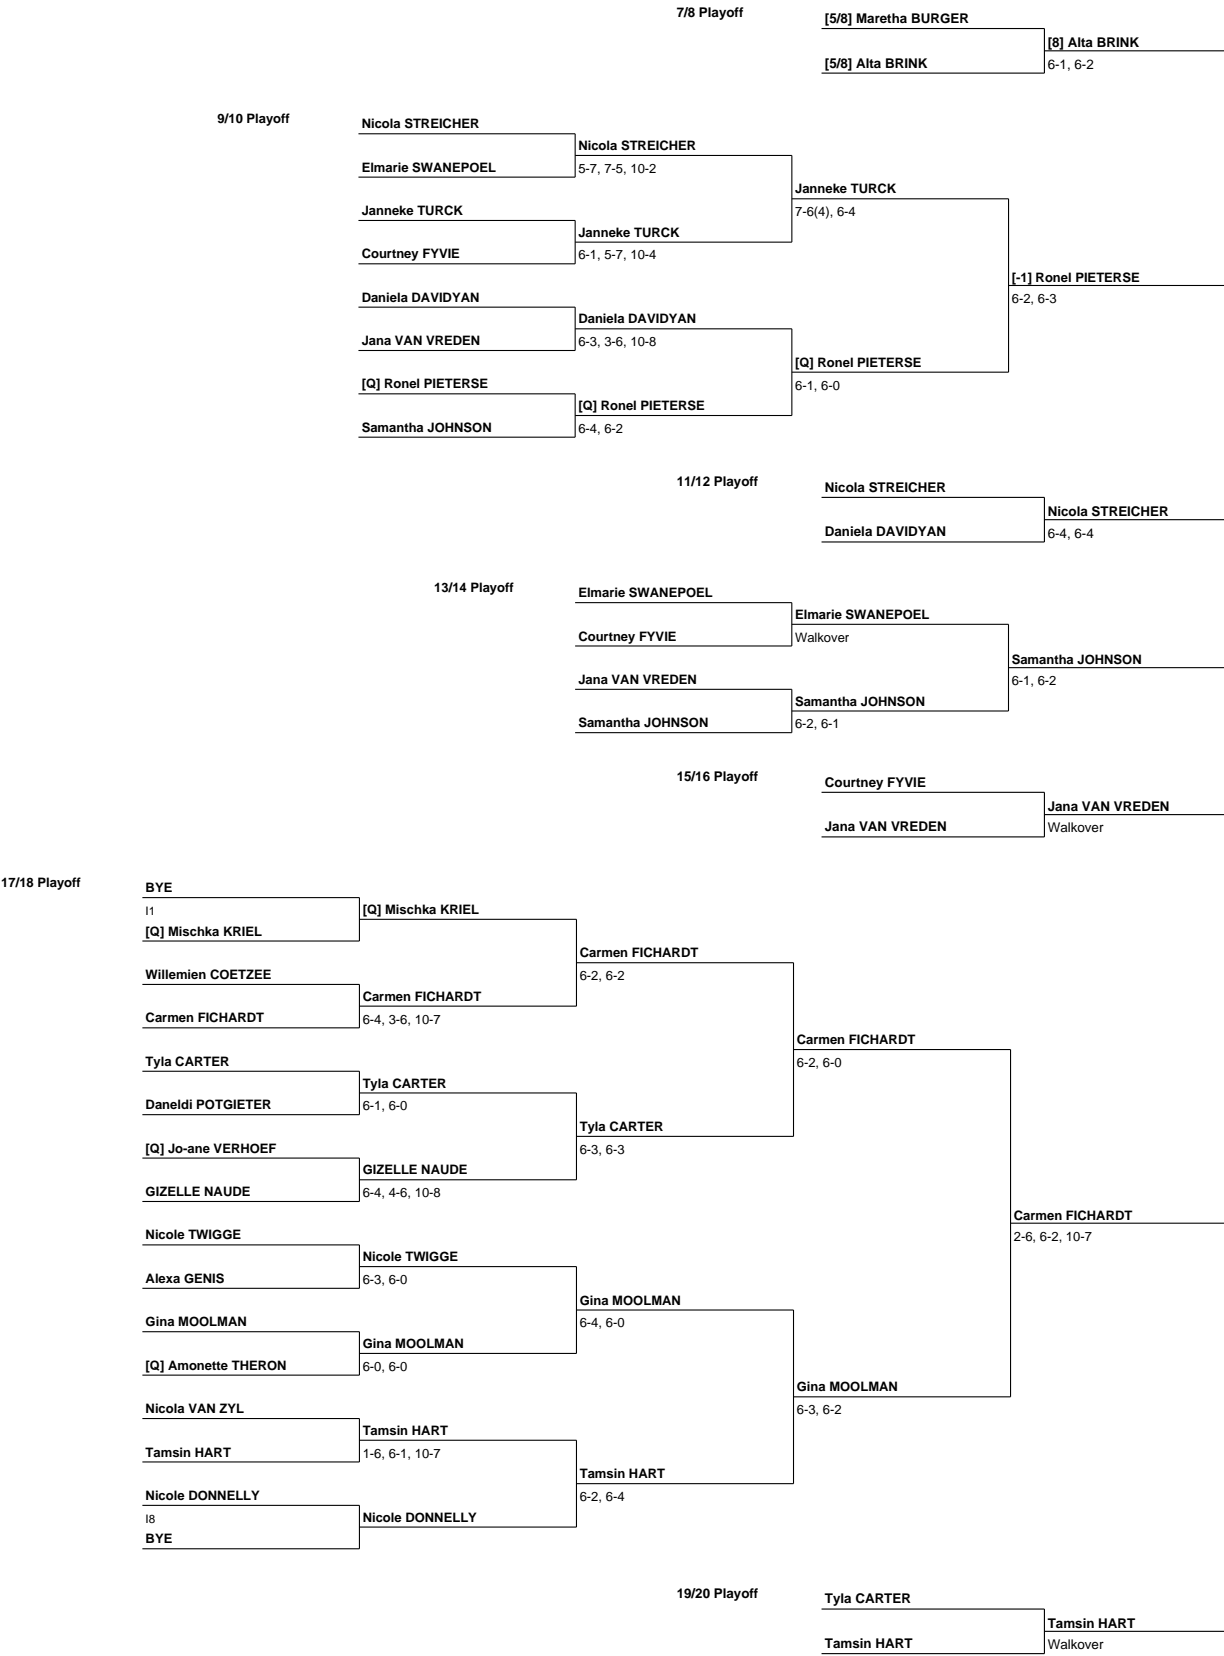 7/8 Playoff
[5/8] Maretha BURGER
[8] Alta BRINK
[5/8] Alta BRINK
6-1, 6-2
9/10 Playoff
Nicola STREICHER
Nicola STREICHER
Elmarie SWANEPOEL
5-7, 7-5, 10-2
Janneke TURCK
Janneke TURCK
7-6(4), 6-4
Janneke TURCK
Courtney FYVIE
6-1, 5-7, 10-4
[-1] Ronel PIETERSE
6-2, 6-3
Daniela DAVIDYAN
Daniela DAVIDYAN
Jana VAN VREDEN
6-3, 3-6, 10-8
[Q] Ronel PIETERSE
[Q] Ronel PIETERSE
6-1, 6-0
[Q] Ronel PIETERSE
Samantha JOHNSON
6-4, 6-2
11/12 Playoff
Nicola STREICHER
Nicola STREICHER
Daniela DAVIDYAN
6-4, 6-4
13/14 Playoff
Elmarie SWANEPOEL
Elmarie SWANEPOEL
Courtney FYVIE
Walkover
Samantha JOHNSON
6-1, 6-2
Jana VAN VREDEN
Samantha JOHNSON
Samantha JOHNSON
6-2, 6-1
15/16 Playoff
Courtney FYVIE
Jana VAN VREDEN
Jana VAN VREDEN
Walkover
17/18 Playoff
BYE
I1
[Q] Mischka KRIEL
[Q] Mischka KRIEL
Carmen FICHARDT
6-2, 6-2
Willemien COETZEE
Carmen FICHARDT
Carmen FICHARDT
6-4, 3-6, 10-7
Carmen FICHARDT
6-2, 6-0
Tyla CARTER
Tyla CARTER
Daneldi POTGIETER
6-1, 6-0
Tyla CARTER
6-3, 6-3
[Q] Jo-ane VERHOEF
GIZELLE NAUDE
GIZELLE NAUDE
6-4, 4-6, 10-8
Carmen FICHARDT
2-6, 6-2, 10-7
Nicole TWIGGE
Nicole TWIGGE
Alexa GENIS
6-3, 6-0
Gina MOOLMAN
6-4, 6-0
Gina MOOLMAN
Gina MOOLMAN
[Q] Amonette THERON
6-0, 6-0
Gina MOOLMAN
6-3, 6-2
Nicola VAN ZYL
Tamsin HART
Tamsin HART
1-6, 6-1, 10-7
Tamsin HART
6-2, 6-4
Nicole DONNELLY
I8
Nicole DONNELLY
BYE
19/20 Playoff
Tyla CARTER
Tamsin HART
Tamsin HART
Walkover